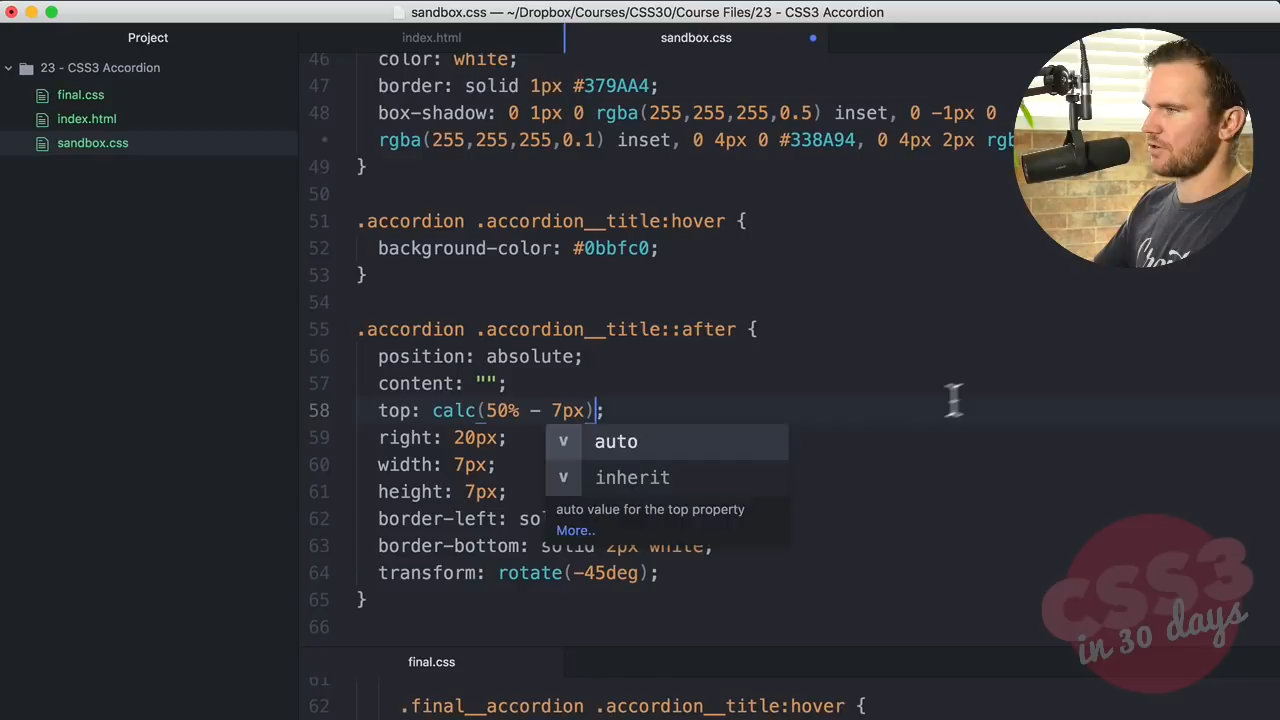 sandbox.css — ~/Dropbox/Courses/CSS30/Course Files/23 - CSS3 Accordion
Project
index.html
sandbox.css
23 - CSS3 Accordion
final.css
index.html
sandbox.css
46 color: white;
47 border: solid 1px #379AA4;
48 box-shadow: 0 1px 0 rgba(255,255,255,0.5) inset, 0 -1px 0
• rgba(255,255,255,0.1) inset, 0 4px 0 #338A94, 0 4px 2px rgb
49 }
50
51 .accordion .accordion__title:hover {
52 background-color: #0bbfc0;
53 }
54
55 .accordion .accordion__title::after {
56 position: absolute;
57 content: "";
58 top: calc(50% - 7px);
59 right: 20px;
60 width: 7px;
61 height: 7px;
62 border-left: so
63 border-bottom: solid 2px white;
64 transform: rotate(-45deg);
65 }
66
v auto
v inherit
auto value for the top property
More..
final.css
61
62 .final__accordion .accordion__title:hover {
CSS3
in 30 days